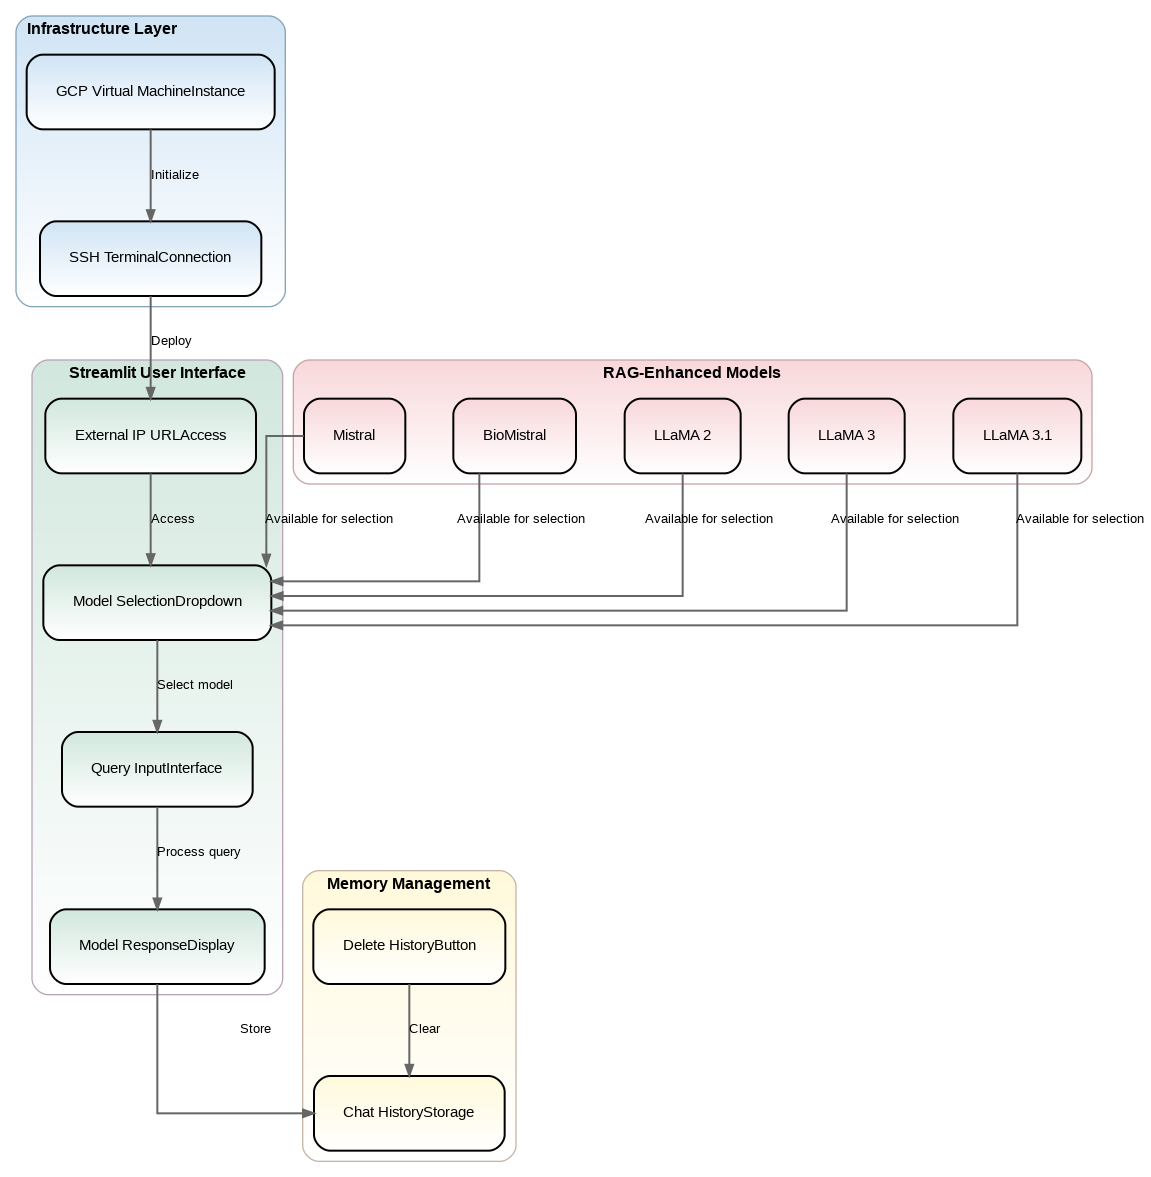 Infrastructure Layer
GCP Virtual MachineInstance
Initialize
SSH TerminalConnection
Deploy
Streamlit User Interface
RAG-Enhanced Models
External IP URLAccess
Mistral
BioMistral
LLaMA 2
LLaMA 3
LLaMA 3.1
Access
Available for selection
Available for selection
Available for selection
Available for selection
Available for selection
Model SelectionDropdown
Select model
Query InputInterface
Process query
Memory Management
Model ResponseDisplay
Delete HistoryButton
Store
Clear
Chat HistoryStorage